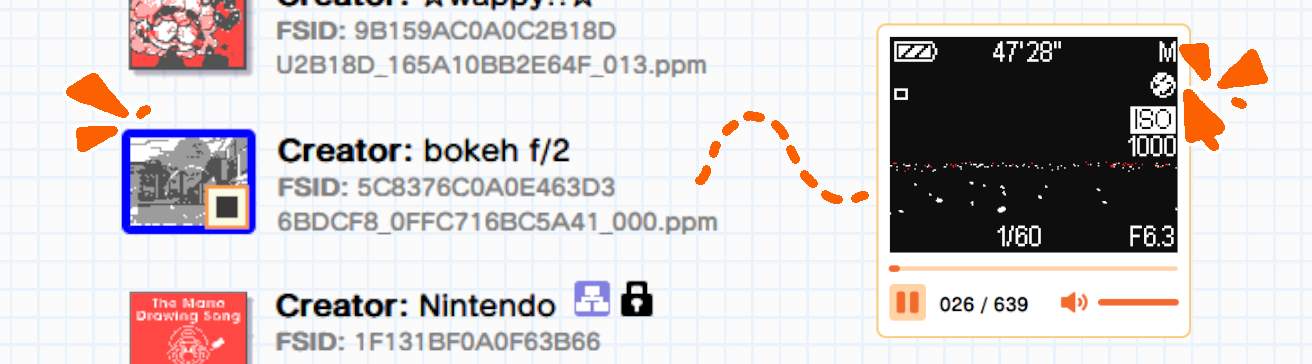 Creator: ☆wappy!!☆
FSID: 9B159AC0A0C2B18D
U2B18D_165A10BB2E64F_013.ppm
Creator: bokeh f/2
FSID: 5C8376C0A0E463D3
6BDCF8_0FFC716BC5A41_000.ppm
The Mario
Drawing Song
Creator: Nintendo
FSID: 1F131BF0A0F63B66
47'28" M
ISO
1000
1/60 F6.3
026 / 639